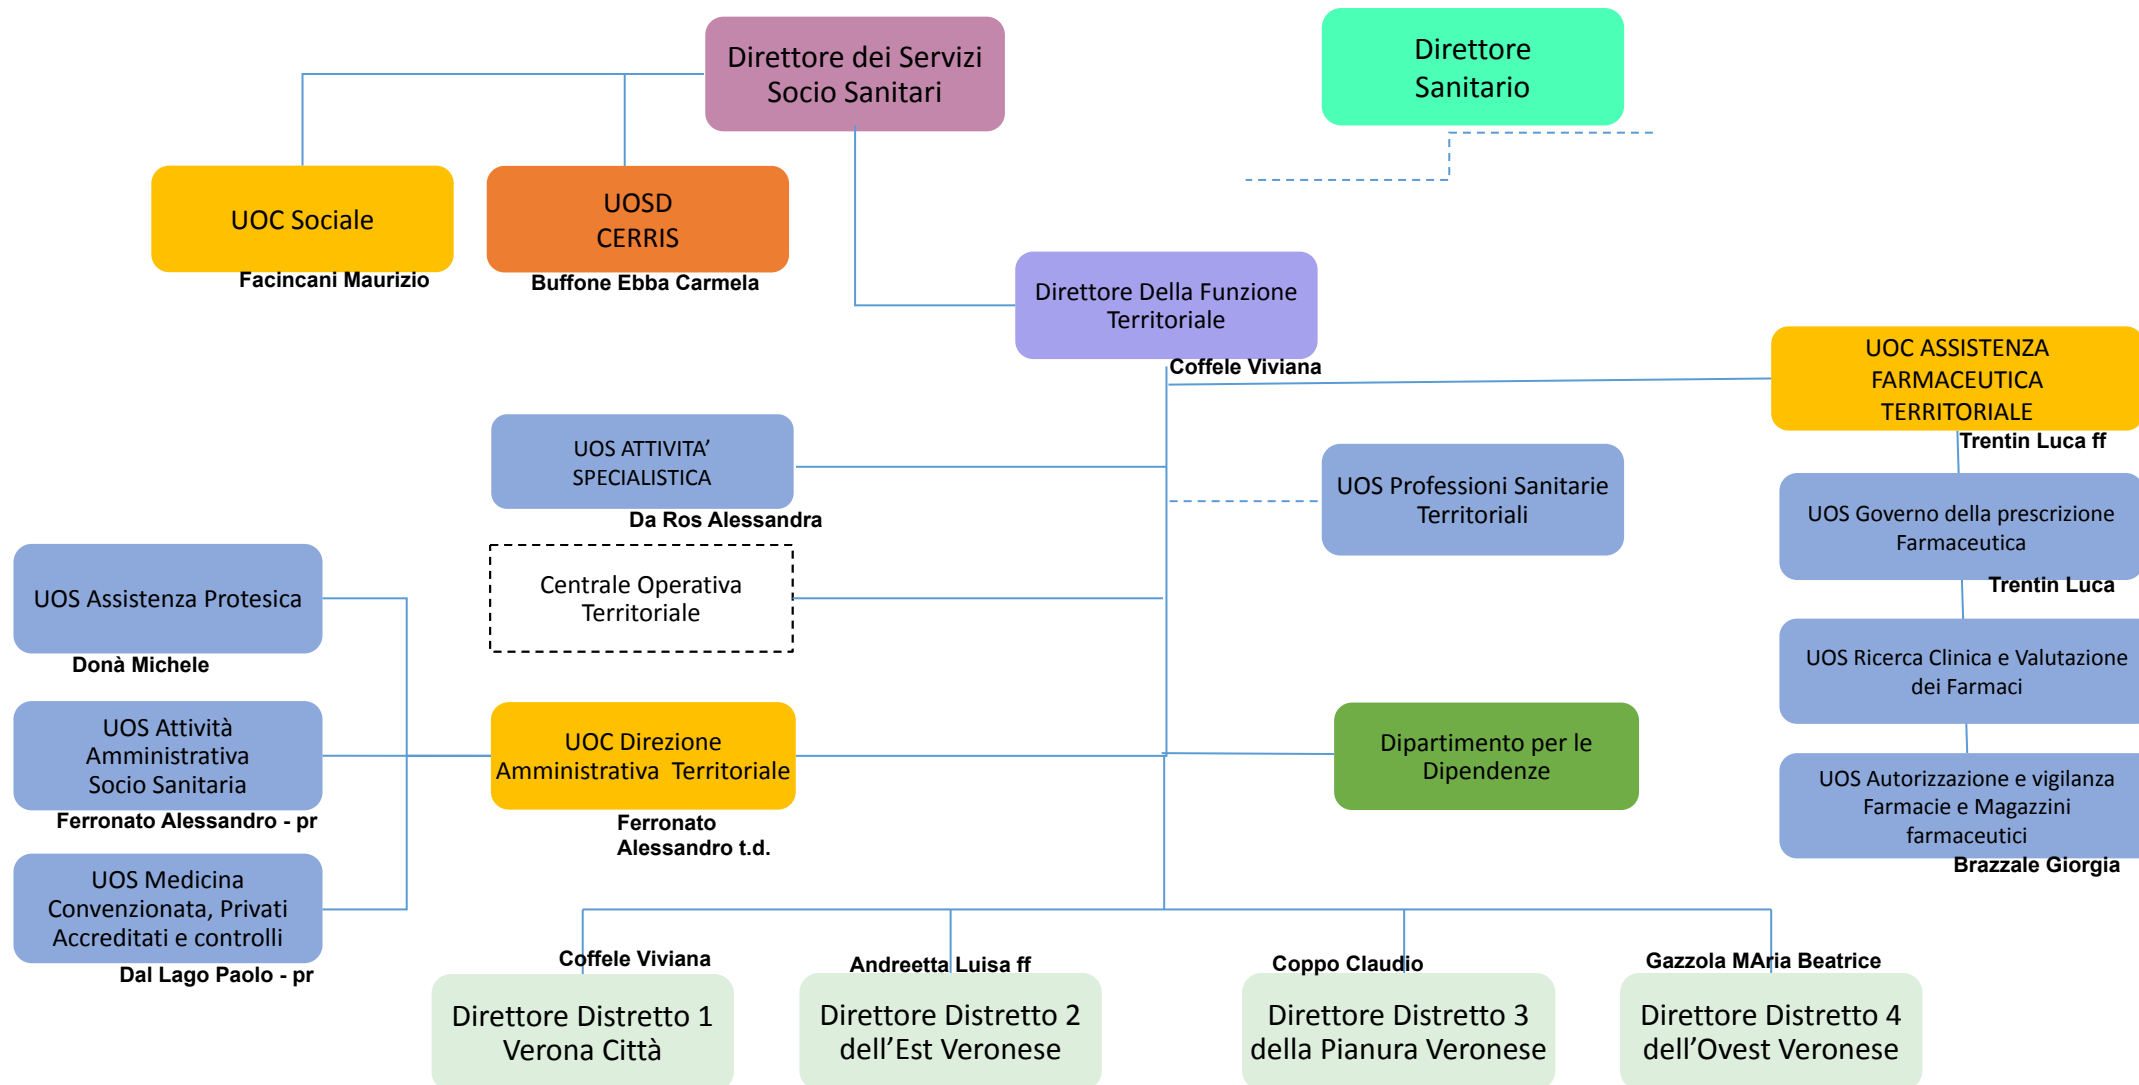 Direttore dei Servizi
Socio Sanitari
Direttore
Sanitario
UOC Sociale
Facincani Maurizio
UOSD
CERRIS
Buffone Ebba Carmela
Direttore Della Funzione
Territoriale
Coffele Viviana
UOC ASSISTENZA
FARMACEUTICA
TERRITORIALE
Trentin Luca ff
UOS ATTIVITA’
SPECIALISTICA
Da Ros Alessandra
UOS Professioni Sanitarie
Territoriali
UOS Governo della prescrizione
Farmaceutica
Trentin Luca
Centrale Operativa
Territoriale
UOS Assistenza Protesica
Donà Michele
UOS Ricerca Clinica e Valutazione
dei Farmaci
UOS Attività
Amministrativa
Socio Sanitaria
Ferronato Alessandro - pr
UOC Direzione
Amministrativa Territoriale
Ferronato
Alessandro t.d.
Dipartimento per le
Dipendenze
UOS Autorizzazione e vigilanza
Farmacie e Magazzini
farmaceutici
Brazzale Giorgia
UOS Medicina
Convenzionata, Privati
Accreditati e controlli
Dal Lago Paolo - pr
Coffele Viviana
Direttore Distretto 1
Verona Città
Andreetta Luisa ff
Direttore Distretto 2
dell’Est Veronese
Coppo Claudio
Direttore Distretto 3
della Pianura Veronese
Gazzola MAria Beatrice
Direttore Distretto 4
dell’Ovest Veronese